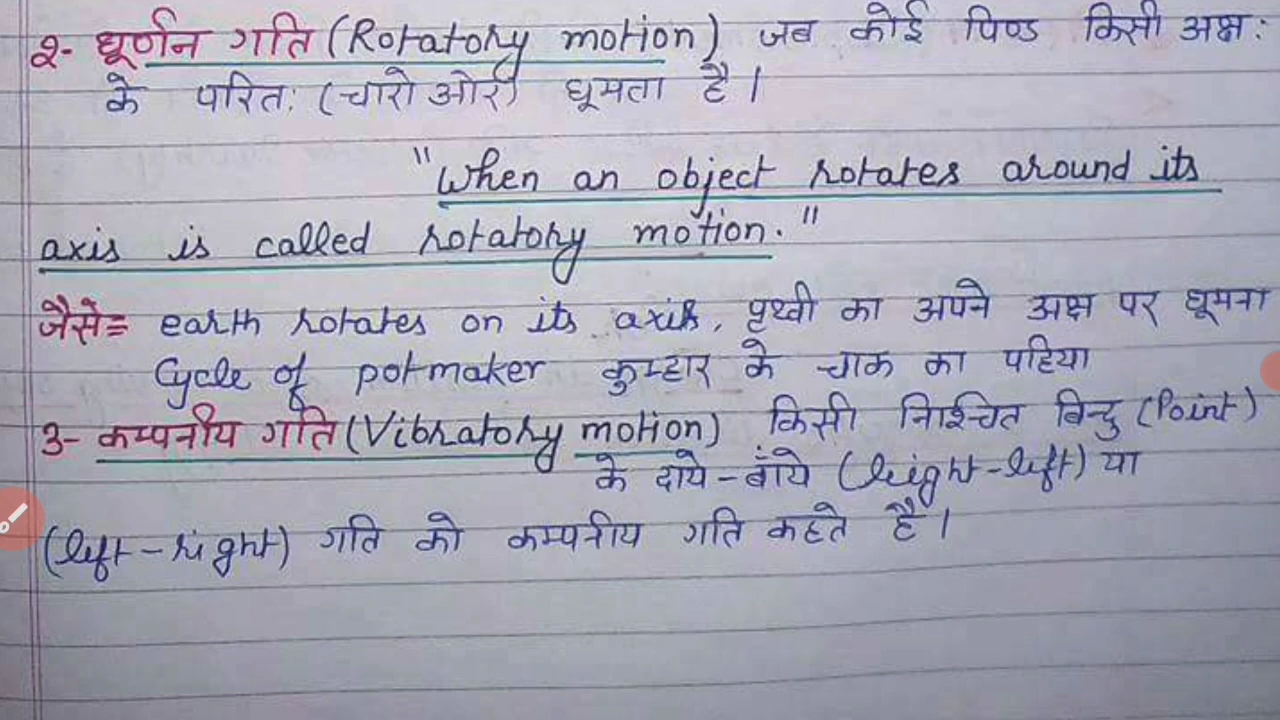 २- घूर्णन गति (Rotatory motion) जब कोई पिण्ड किसी अक्ष:
के परित: (चारो ओर) घूमता है।
"When an object rotates around its
axis is called rotatory motion."
जैसे= earth rotates on its axis, पृथ्वी का अपने अक्ष पर घूमना
Cycle of potmaker कुम्हार के चाक का पहिया
3- कम्पनीय गति (Vibratory motion) किसी निश्चित बिन्दु (Point)
के दाये-बाँये (reight-left) या
(left-right) गति को कम्पनीय गति कहते है।